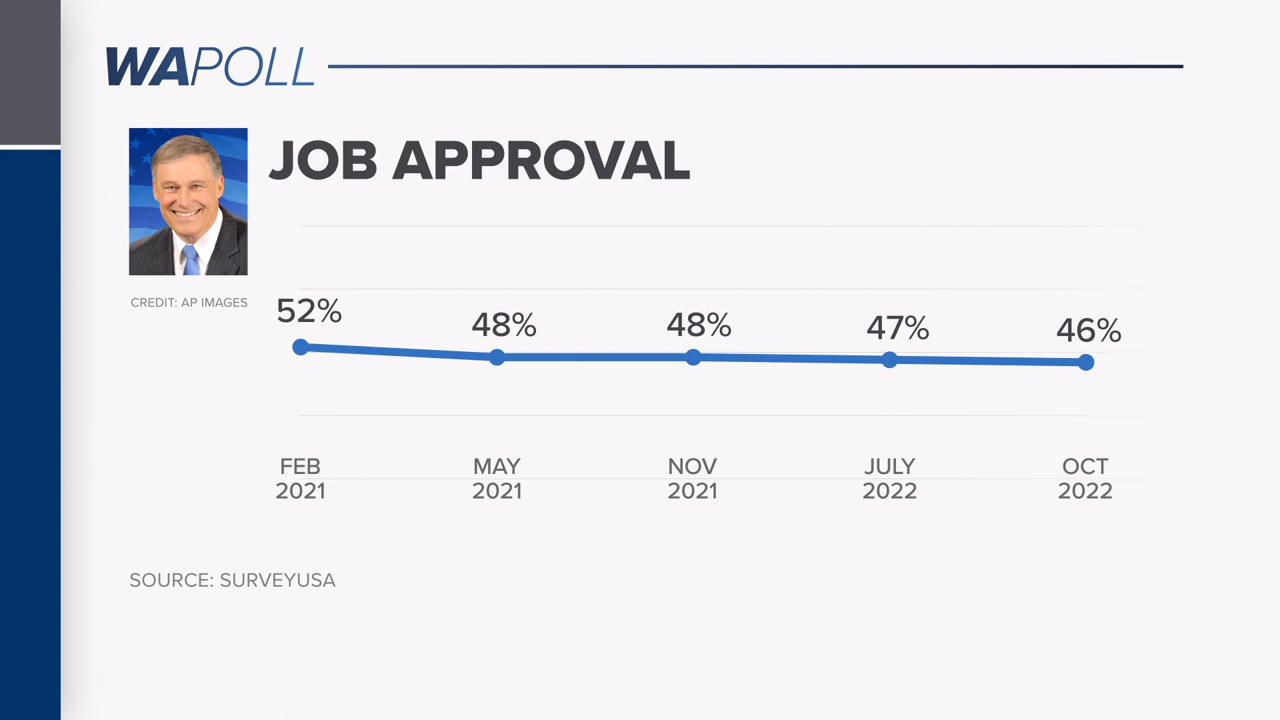 WAPOLL
JOB APPROVAL
CREDIT: AP IMAGES
52% 48% 48% 47% 46%
FEB MAY NOV JULY OCT
2021 2021 2021 2022 2022
SOURCE: SURVEYUSA